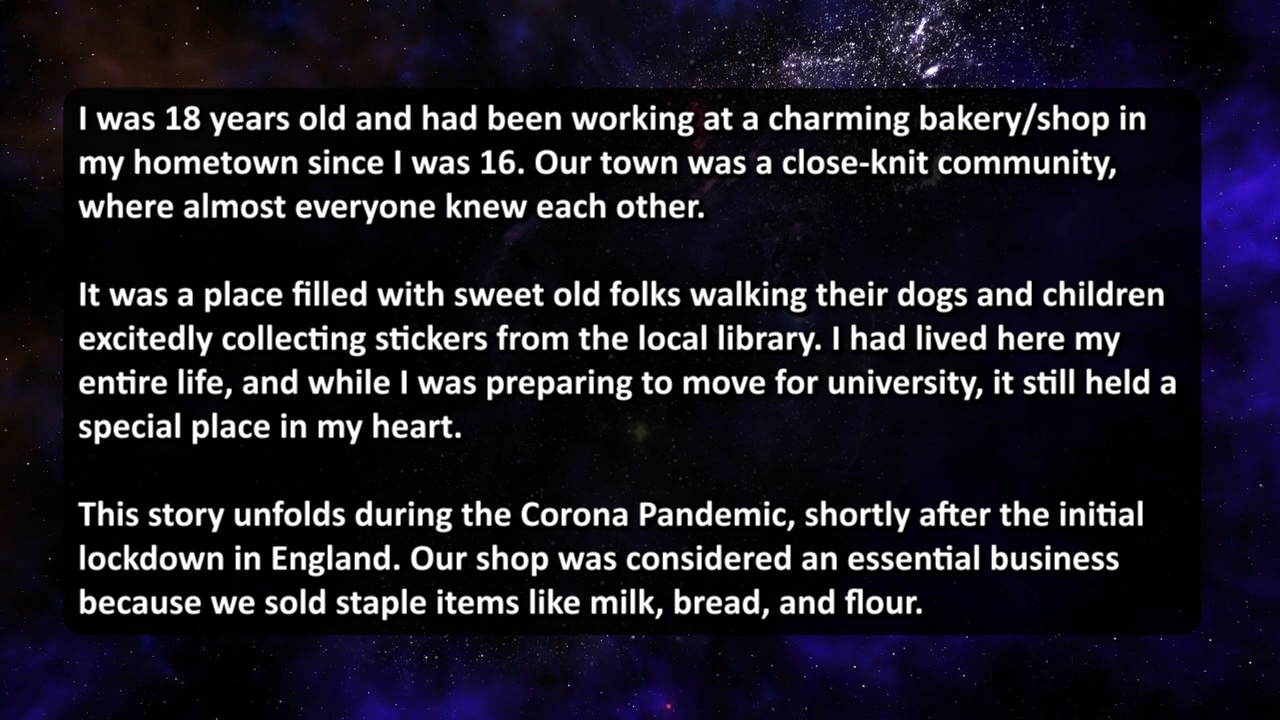 I was 18 years old and had been working at a charming bakery/shop in
my hometown since I was 16. Our town was a close-knit community,
where almost everyone knew each other.
It was a place filled with sweet old folks walking their dogs and children
excitedly collecting stickers from the local library. I had lived here my
entire life, and while I was preparing to move for university, it still held a
special place in my heart.
This story unfolds during the Corona Pandemic, shortly after the initial
lockdown in England. Our shop was considered an essential business
because we sold staple items like milk, bread, and flour.